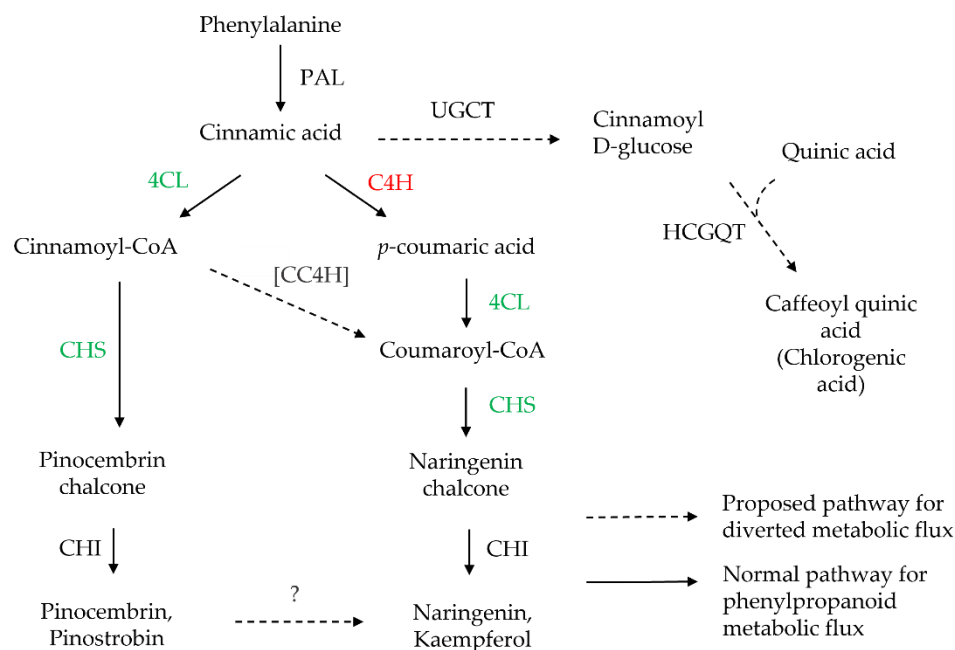 Phenylalanine
PAL
UGCT
Cinnamic acid
Cinnamoyl
D-glucose
Quinic acid
4CL
C4H
HCGQT
Cinnamoyl-CoA
p-coumaric acid
[CC4H]
4CL
Caffeoyl quinic
acid
(Chlorogenic
acid)
CHS
Coumaroyl-CoA
CHS
Pinocembrin
chalcone
Naringenin
chalcone
Proposed pathway for
diverted metabolic flux
CHI
CHI
Normal pathway for
phenylpropanoid
metabolic flux
Pinocembrin,
Pinostrobin
?
Naringenin,
Kaempferol